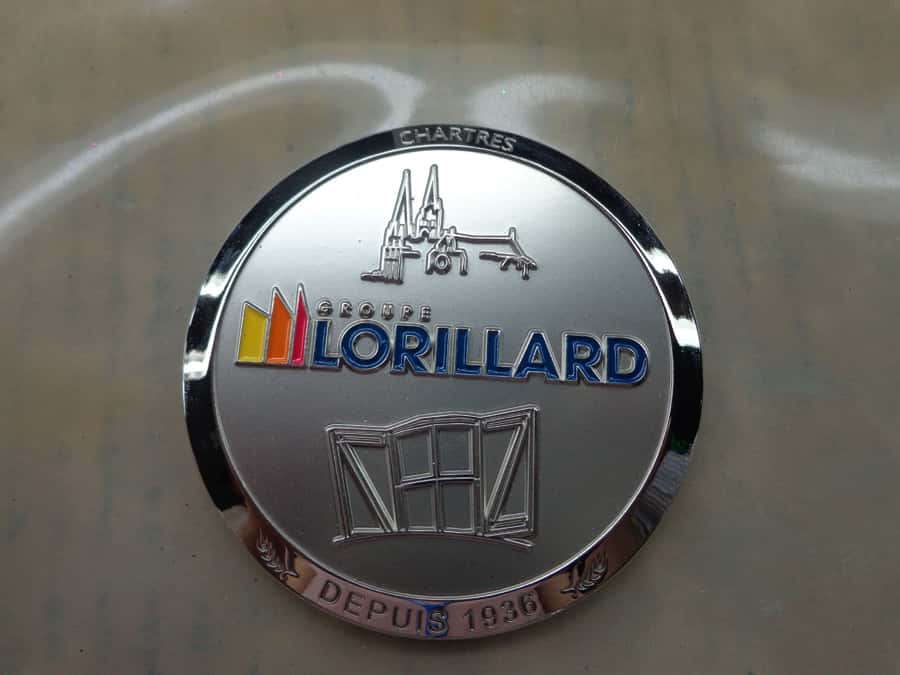 CHARTRES
GROUPE
LORILLARD
DEPUIS 1936